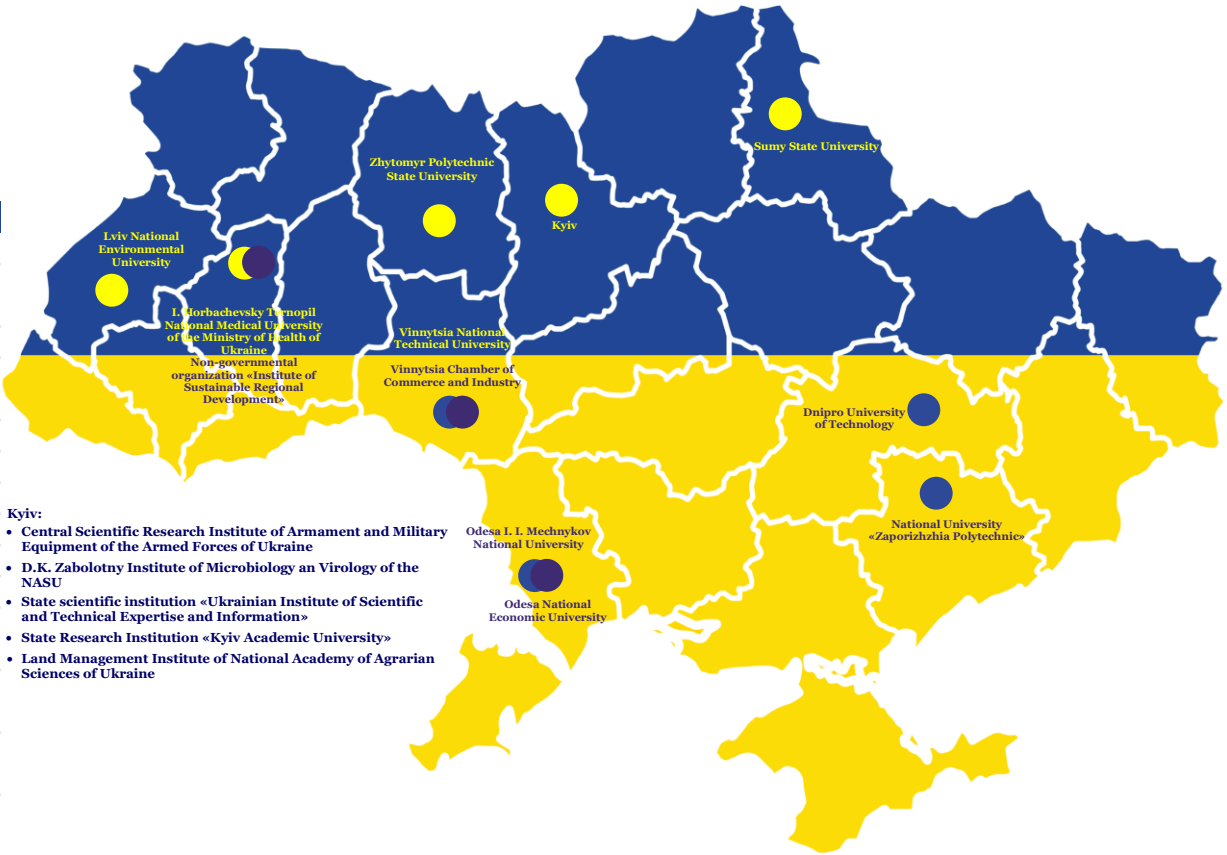 Sumy State University
Zhytomyr Polytechnic
State University
Kyiv
Lviv National
Environmental
University
I. Horbachevsky Ternopil
National Medical University
of the Ministry of Health of
Ukraine
Non-governmental
organization «Institute of
Sustainable Regional
Development»
Vinnytsia National
Technical University
Vinnytsia Chamber of
Commerce and Industry
Dnipro University
of Technology
National University
«Zaporizhzhia Polytechnic»
Odesa I. I. Mechnykov
National University
Odesa National
Economic University
Kyiv:
• Central Scientific Research Institute of Armament and Military
Equipment of the Armed Forces of Ukraine
• D.K. Zabolotny Institute of Microbiology an Virology of the
NASU
• State scientific institution «Ukrainian Institute of Scientific
and Technical Expertise and Information»
• State Research Institution «Kyiv Academic University»
• Land Management Institute of National Academy of Agrarian
Sciences of Ukraine